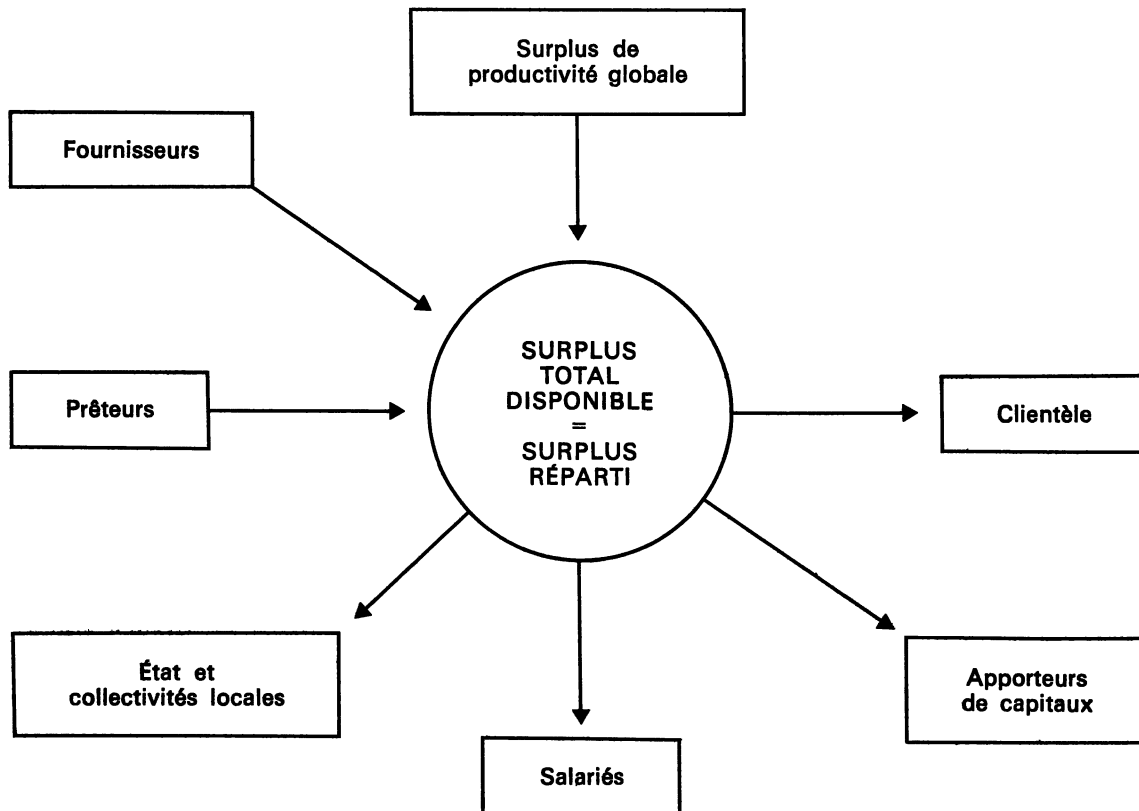 Surplus de
productivité globale
Fournisseurs
SURPLUS
TOTAL
DISPONIBLE
=
SURPLUS
RÉPARTI
Prêteurs
Clientèle
État et
collectivités locales
Apporteurs
de capitaux
Salariés